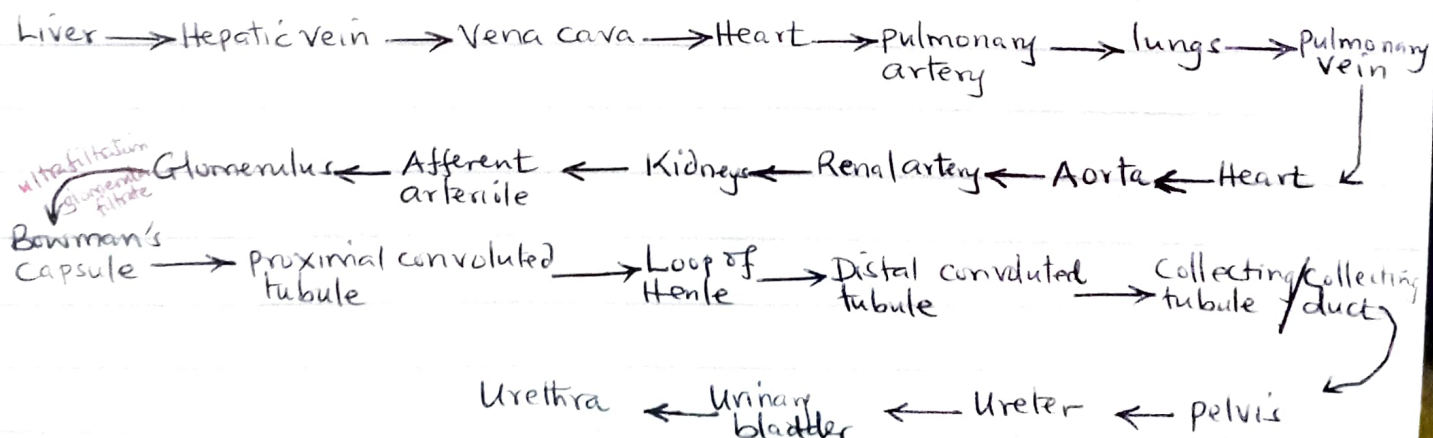 Liver → Hepatic vein → Vena cava → Heart → pulmonary artery → lungs → Pulmonary vein
Glomerulus ← Afferent arteriole ← Kidneys ← Renal artery ← Aorta ← Heart
ultrafiltration
glomerular filtrate
Bowman's capsule → proximal convoluted tubule → Loop of Henle → Distal convoluted tubule → Collecting tubule / Collecting duct
Urethra ← Urinary bladder ← Ureter ← pelvis